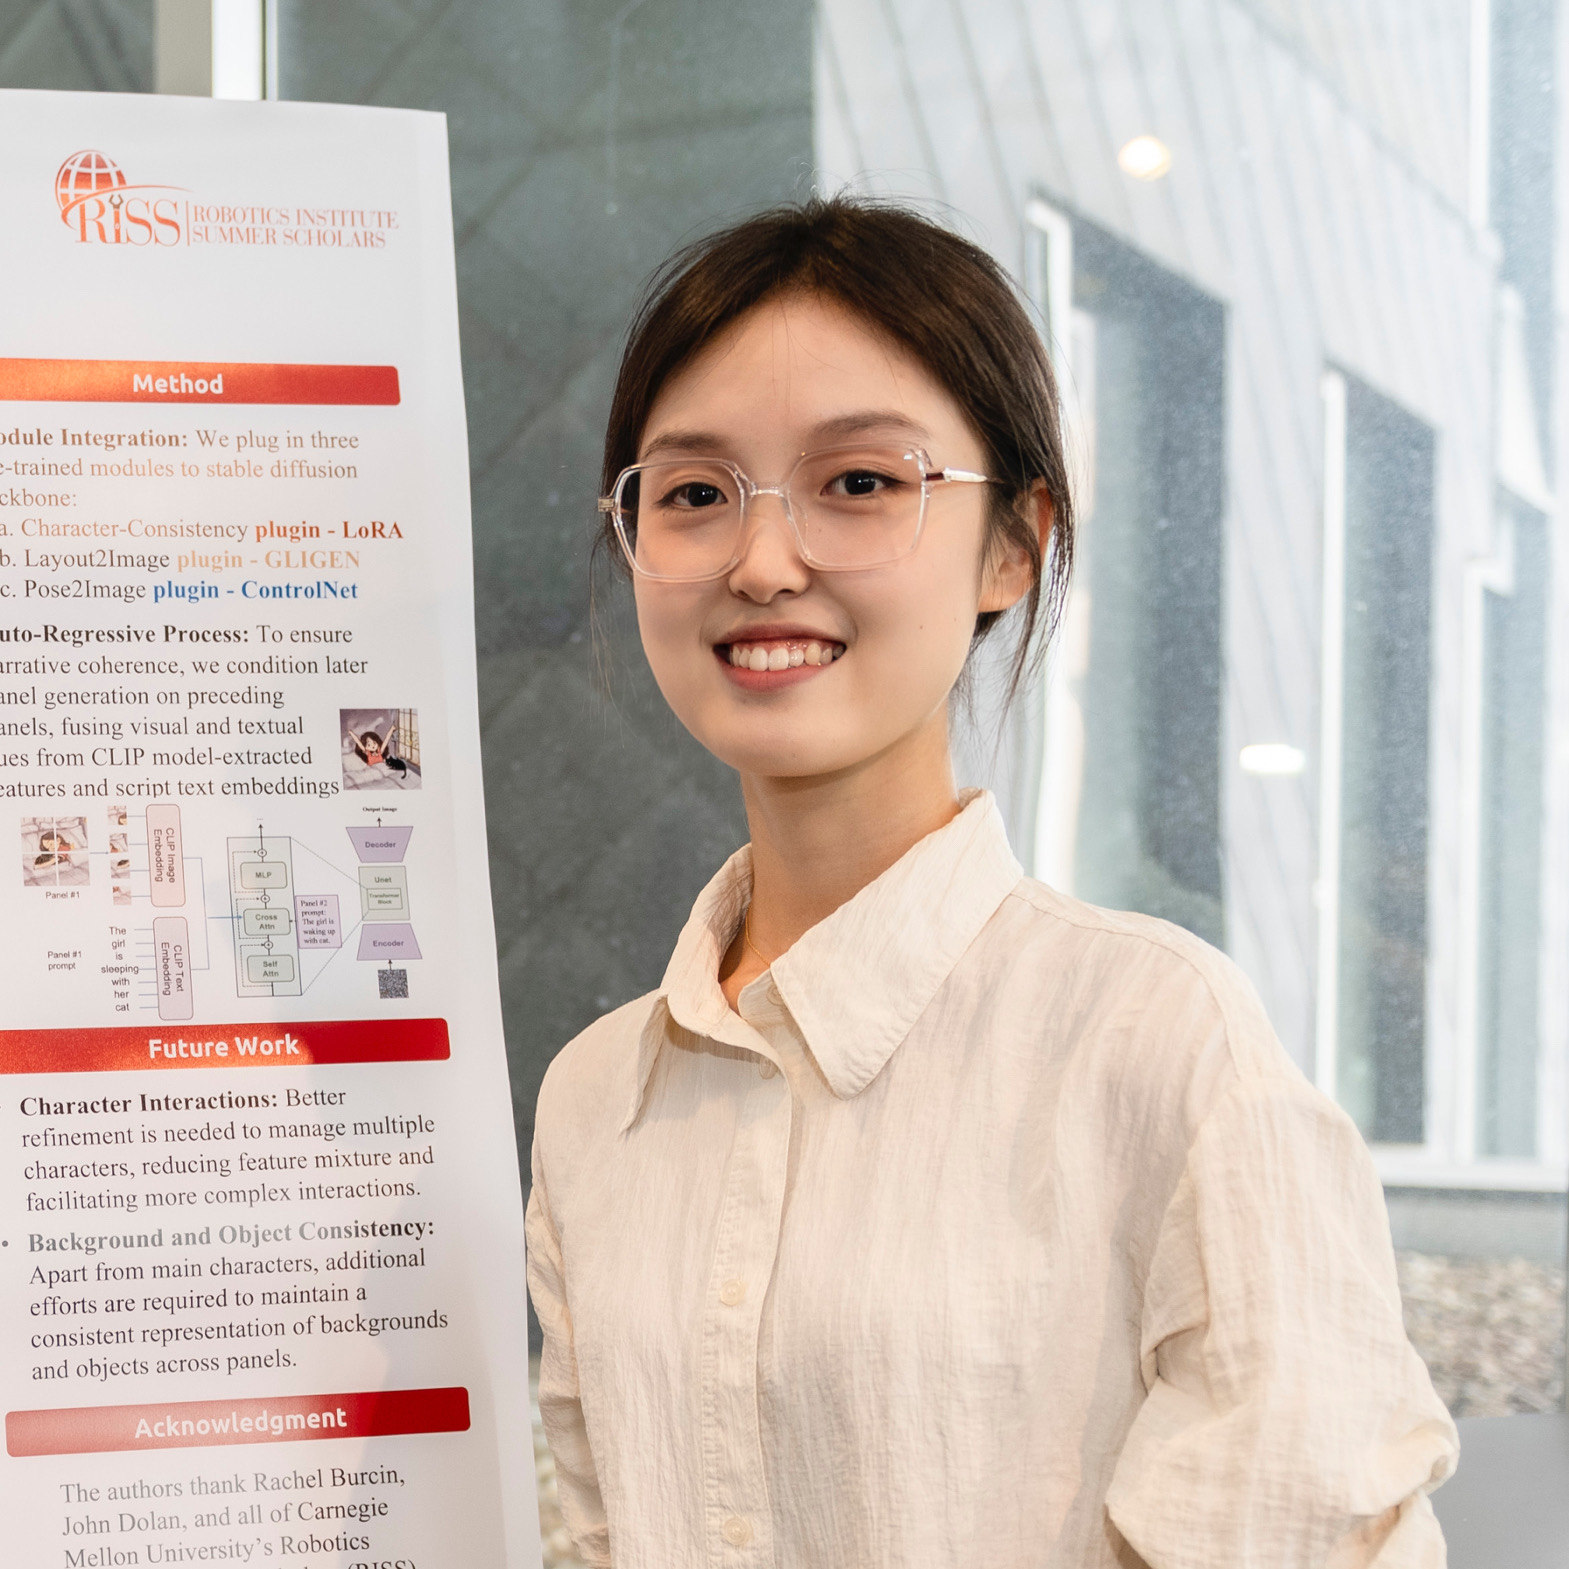 RiSS ROBOTICS INSTITUTE
SUMMER SCHOLARS
Method
odule Integration: We plug in three
e-trained modules to stable diffusion
ckbone:
a. Character-Consistency plugin - LoRA
b. Layout2Image plugin - GLIGEN
c. Pose2Image plugin - ControlNet
uto-Regressive Process: To ensure
arrative coherence, we condition later
anel generation on preceding
anels, fusing visual and textual
ues from CLIP model-extracted
eatures and script text embeddings
Panel #1
CLIP Image
Embedding
Panel #1
prompt
The
girl
is
sleeping
with
her
cat
CLIP Text
Embedding
MLP
Cross
Attn
Self
Attn
Panel #2
prompt:
The girl is
waking up
with cat.
Output Image
Decoder
Unet
Transformer
Block
Encoder
Future Work
Character Interactions: Better
refinement is needed to manage multiple
characters, reducing feature mixture and
facilitating more complex interactions.
• Background and Object Consistency:
Apart from main characters, additional
efforts are required to maintain a
consistent representation of backgrounds
and objects across panels.
Acknowledgment
The authors thank Rachel Burcin,
John Dolan, and all of Carnegie
Mellon University's Robotics
(RISS)